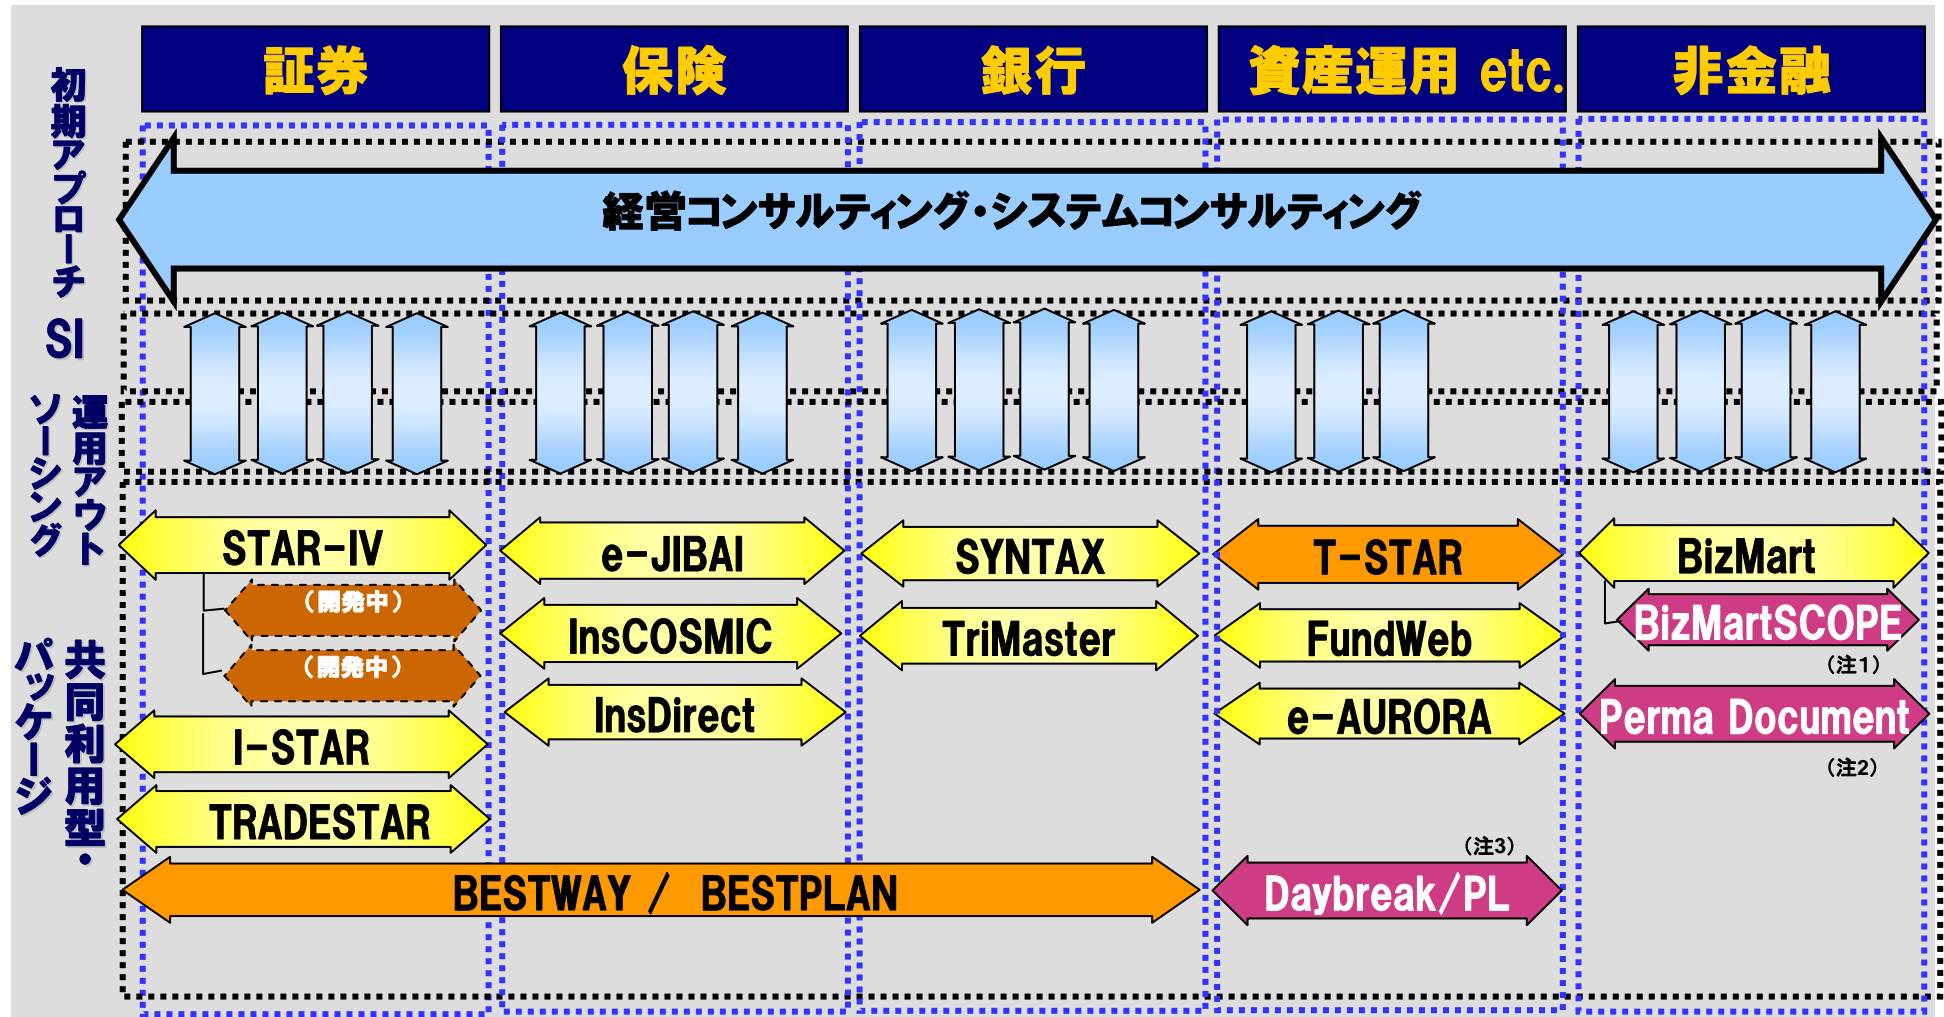 証券
保険
銀行
資産運用 etc.
非金融
初期アプローチ
経営コンサルティング・システムコンサルティング
SI
運用アウト
ソーシング
共同利用型・
パッケージ
STAR-IV
（開発中）
（開発中）
I-STAR
TRADESTAR
e-JIBAI
InsCOSMIC
InsDirect
SYNTAX
TriMaster
BESTWAY / BESTPLAN
T-STAR
FundWeb
e-AURORA
（注3）
Daybreak/PL
BizMart
BizMartSCOPE
（注1）
Perma Document
（注2）